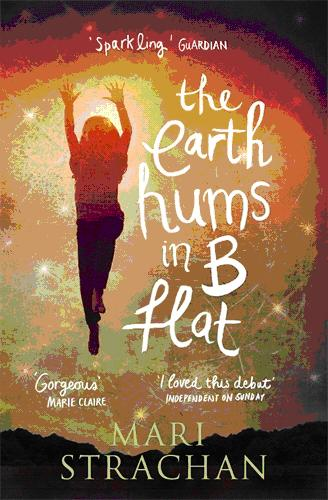 'Sparkling' GUARDIAN
the
earth
hums
in B
flat
'Gorgeous'
MARIE CLAIRE
'I loved this debut'
INDEPENDENT ON SUNDAY
MARI
STRACHAN